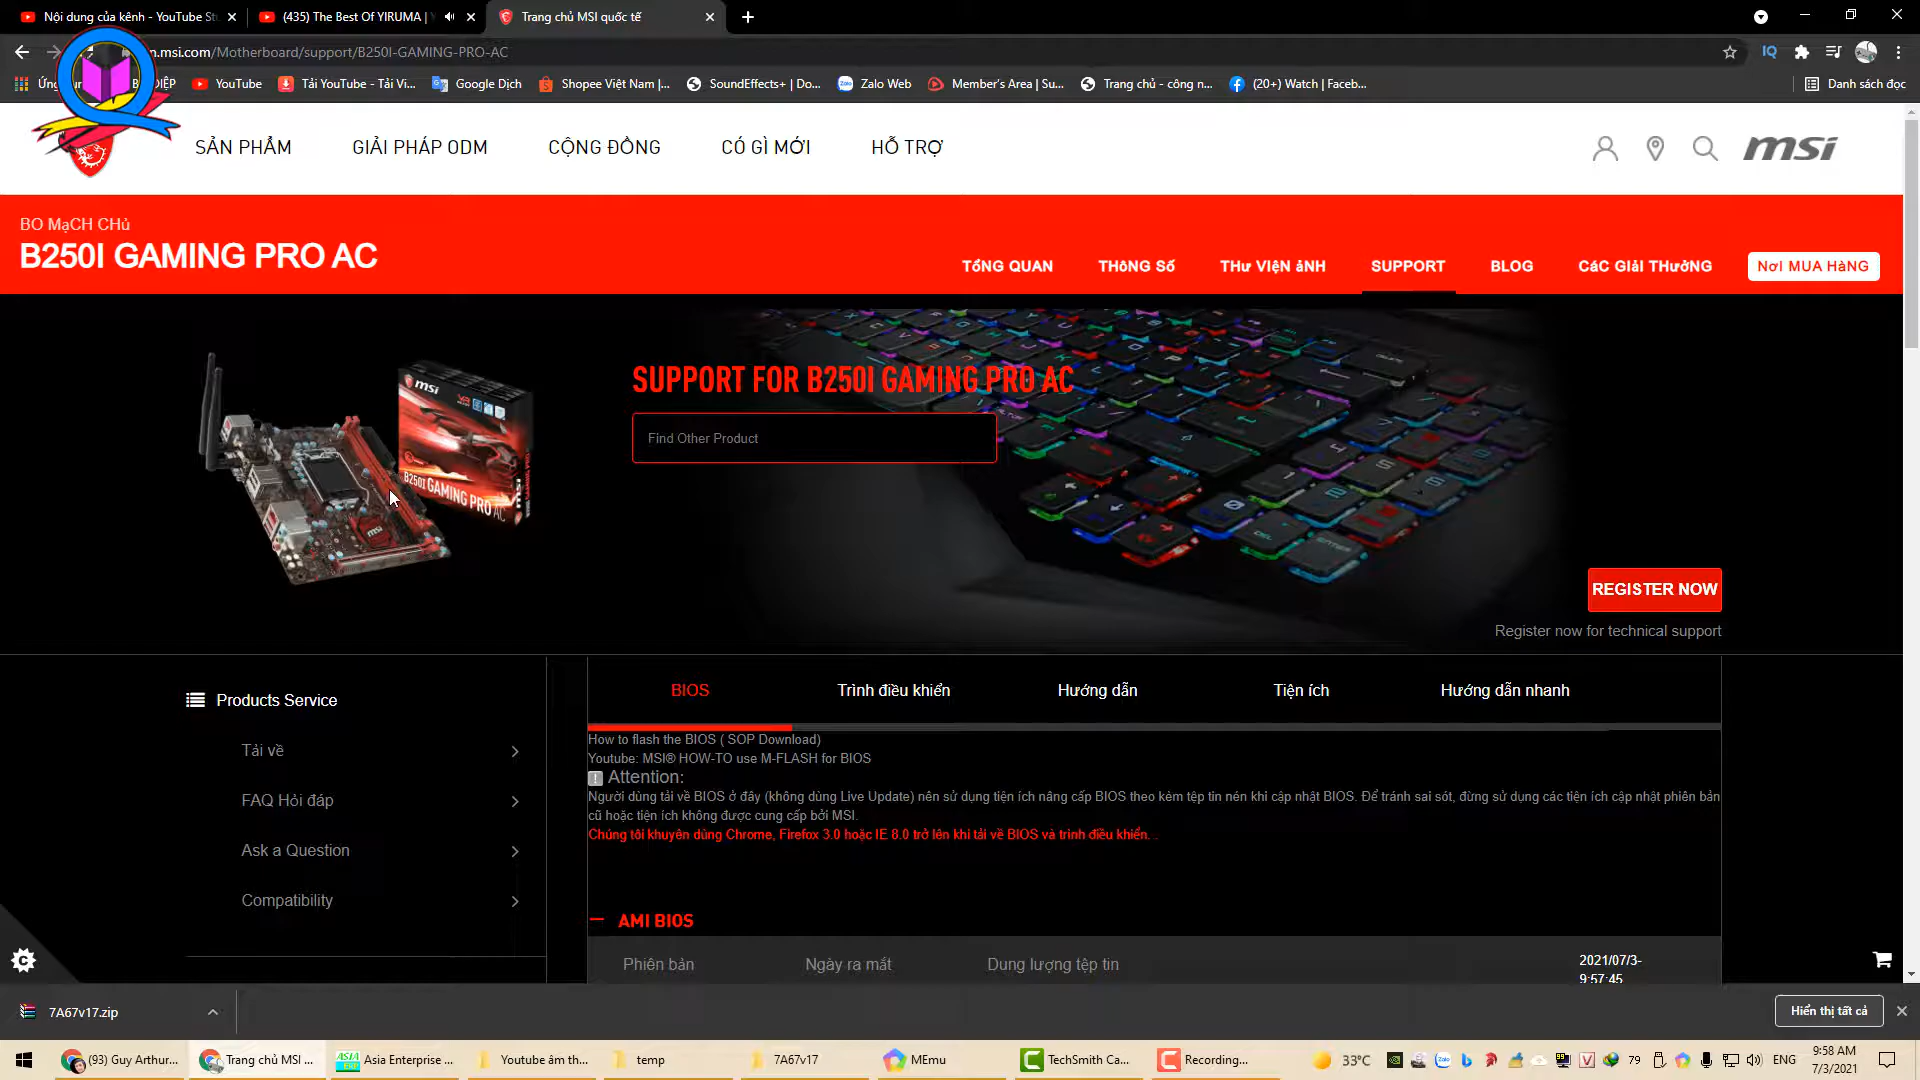 Nội dung của kênh - YouTube St
(435) The Best Of YIRUMA |
Trang chủ MSI quốc tế
n.msi.com/Motherboard/support/B250I-GAMING-PRO-AC
IQ
ĐIỆP
YouTube
Tải YouTube - Tải Vi...
Google Dịch
Shopee Việt Nam |...
SoundEffects+ | Do...
Zalo Web
Member's Area | Su...
Trang chủ - công n...
(20+) Watch | Faceb...
Danh sách đọc
SẢN PHẨM
GIẢI PHÁP ODM
CỘNG ĐỒNG
CÓ GÌ MỚI
HỖ TRỢ
msi
BO MạCH CHủ
B250I GAMING PRO AC
TổNG QUAN
THôNG Số
THư VIệN ảNH
SUPPORT
BLOG
CáC GIảI THưởNG
NơI MUA HàNG
msi
B250I GAMING PRO AC
msi
SUPPORT FOR B250I GAMING PRO AC
Find Other Product
REGISTER NOW
Register now for technical support
Products Service
Tải về
FAQ Hỏi đáp
Ask a Question
Compatibility
BIOS
Trình điều khiển
Hướng dẫn
Tiện ích
Hướng dẫn nhanh
How to flash the BIOS ( SOP Download)
Youtube: MSI® HOW-TO use M-FLASH for BIOS
! Attention:
Người dùng tải về BIOS ở đây (không dùng Live Update) nên sử dụng tiện ích nâng cấp BIOS theo kèm tệp tin nén khi cập nhật BIOS. Để tránh sai sót, đừng sử dụng các tiện ích cập nhật phiên bản
cũ hoặc tiện ích không được cung cấp bởi MSI.
Chúng tôi khuyên dùng Chrome, Firefox 3.0 hoặc IE 8.0 trở lên khi tải về BIOS và trình điều khiển. .
AMI BIOS
Phiên bản
Ngày ra mắt
Dung lượng tệp tin
2021/07/3-
9:57:45
7A67v17.zip
Hiển thị tất cả
(93) Guy Arthur...
Trang chủ MSI ...
Asia Enterprise ...
Youtube âm th...
temp
7A67v17
MEmu
TechSmith Ca...
Recording...
33°C
79
ENG
9:58 AM
7/3/2021